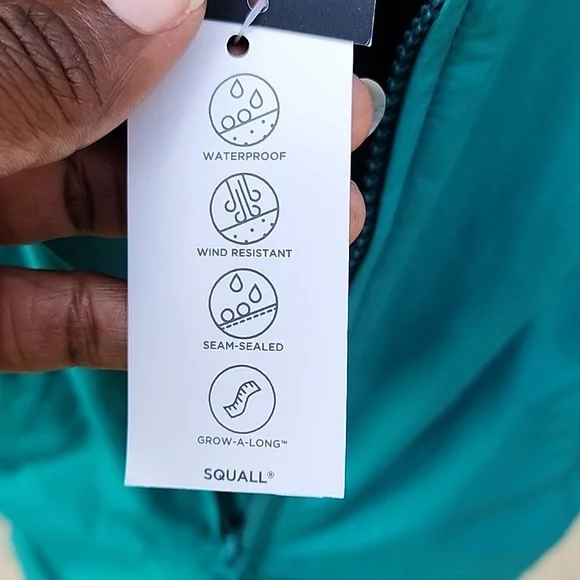 WATERPROOF
WIND RESISTANT
SEAM-SEALED
GROW-A-LONG™
SQUALL®